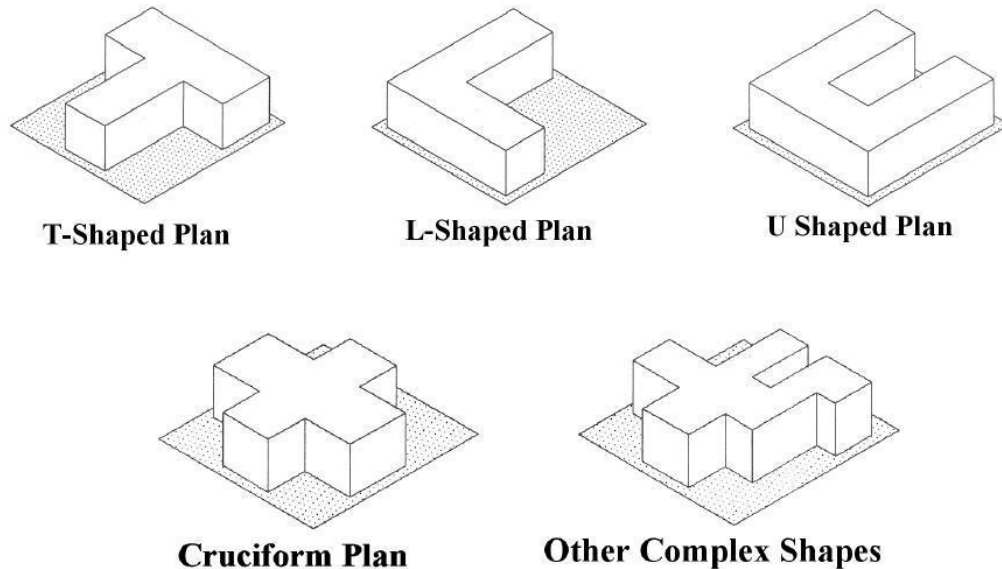 T-Shaped Plan
L-Shaped Plan
U Shaped Plan
Cruciform Plan
Other Complex Shapes